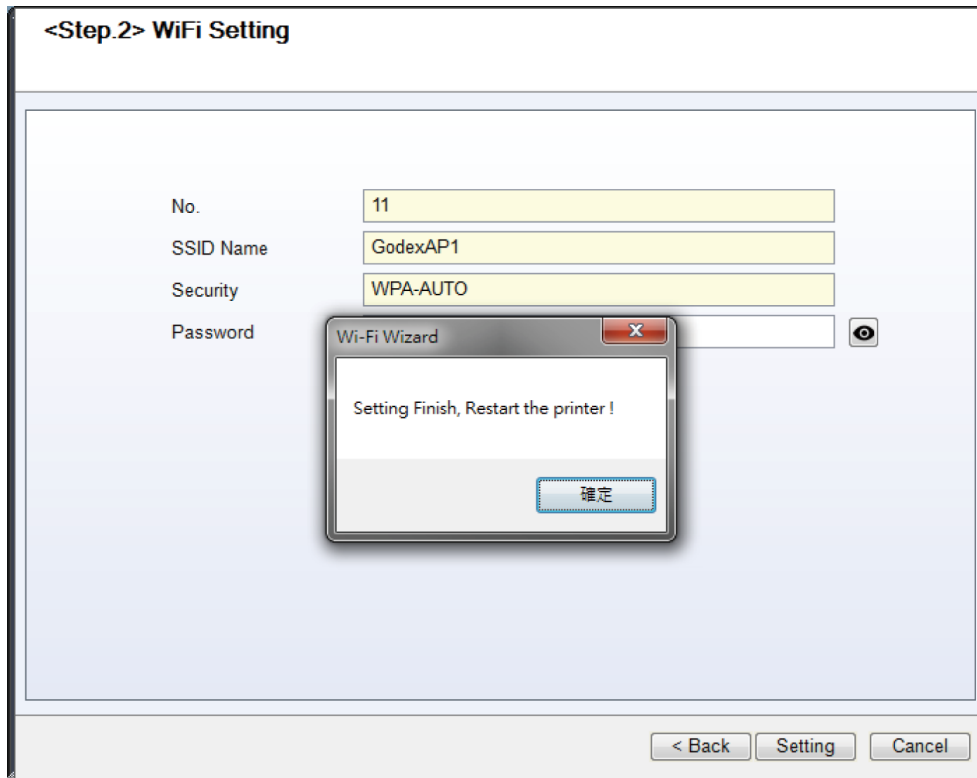 <Step.2> WiFi Setting
No. 11
SSID Name GodexAP1
Security WPA-AUTO
Password
Wi-Fi Wizard
Setting Finish, Restart the printer !
確定
< Back Setting Cancel